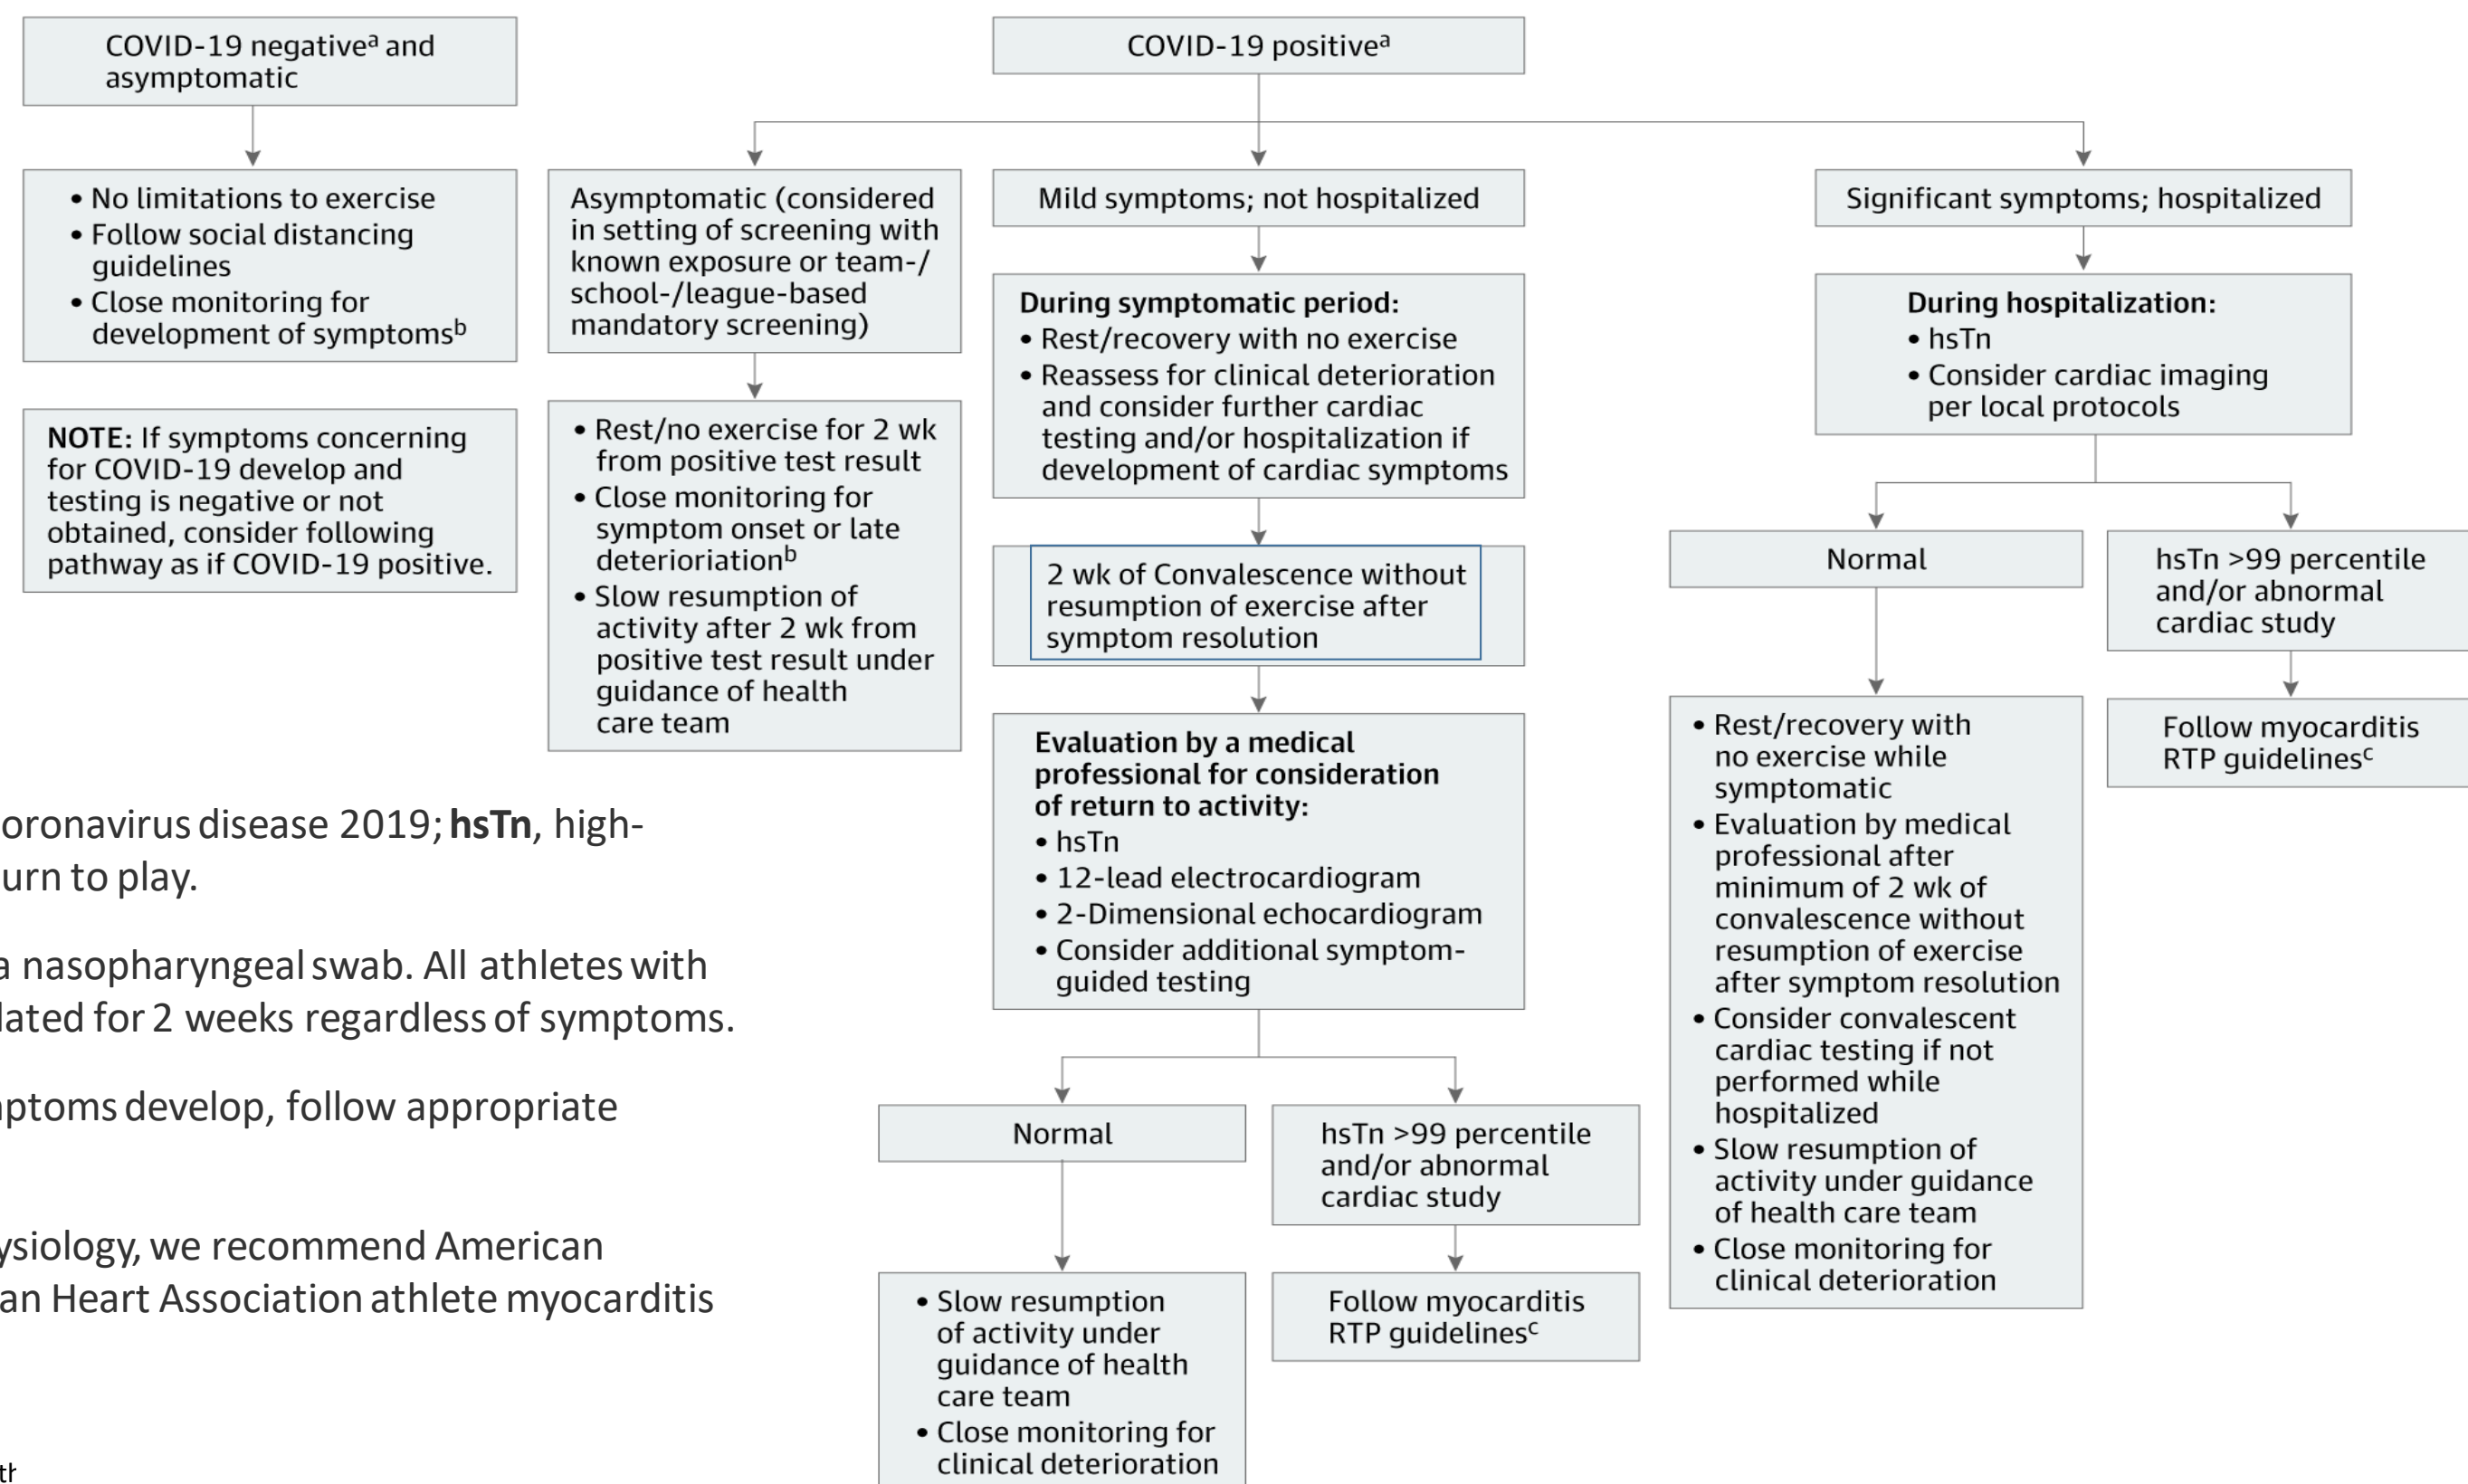 COVID-19 negativeª and
asymptomatic
• No limitations to exercise
• Follow social distancing
guidelines
• Close monitoring for
development of symptomsᵇ
NOTE: If symptoms concerning
for COVID-19 develop and
testing is negative or not
obtained, consider following
pathway as if COVID-19 positive.
COVID-19 positiveª
Asymptomatic (considered
in setting of screening with
known exposure or team-/
school-/league-based
mandatory screening)
• Rest/no exercise for 2 wk
from positive test result
• Close monitoring for
symptom onset or late
deterioriationᵇ
• Slow resumption of
activity after 2 wk from
positive test result under
guidance of health
care team
Mild symptoms; not hospitalized
During symptomatic period:
• Rest/recovery with no exercise
• Reassess for clinical deterioration
and consider further cardiac
testing and/or hospitalization if
development of cardiac symptoms
2 wk of Convalescence without
resumption of exercise after
symptom resolution
Evaluation by a medical
professional for consideration
of return to activity:
• hsTn
• 12-lead electrocardiogram
• 2-Dimensional echocardiogram
• Consider additional symptom-
guided testing
Normal
• Slow resumption
of activity under
guidance of health
care team
• Close monitoring for
clinical deterioration
hsTn >99 percentile
and/or abnormal
cardiac study
Follow myocarditis
RTP guidelinesᶜ
Significant symptoms; hospitalized
During hospitalization:
• hsTn
• Consider cardiac imaging
per local protocols
Normal
• Rest/recovery with
no exercise while
symptomatic
• Evaluation by medical
professional after
minimum of 2 wk of
convalescence without
resumption of exercise
after symptom resolution
• Consider convalescent
cardiac testing if not
performed while
hospitalized
• Slow resumption of
activity under guidance
of health care team
• Close monitoring for
clinical deterioration
hsTn >99 percentile
and/or abnormal
cardiac study
Follow myocarditis
RTP guidelinesᶜ
oronavirus disease 2019; hsTn, high-
urn to play.
a nasopharyngeal swab. All athletes with
lated for 2 weeks regardless of symptoms.
ptoms develop, follow appropriate
ysiology, we recommend American
an Heart Association athlete myocarditis